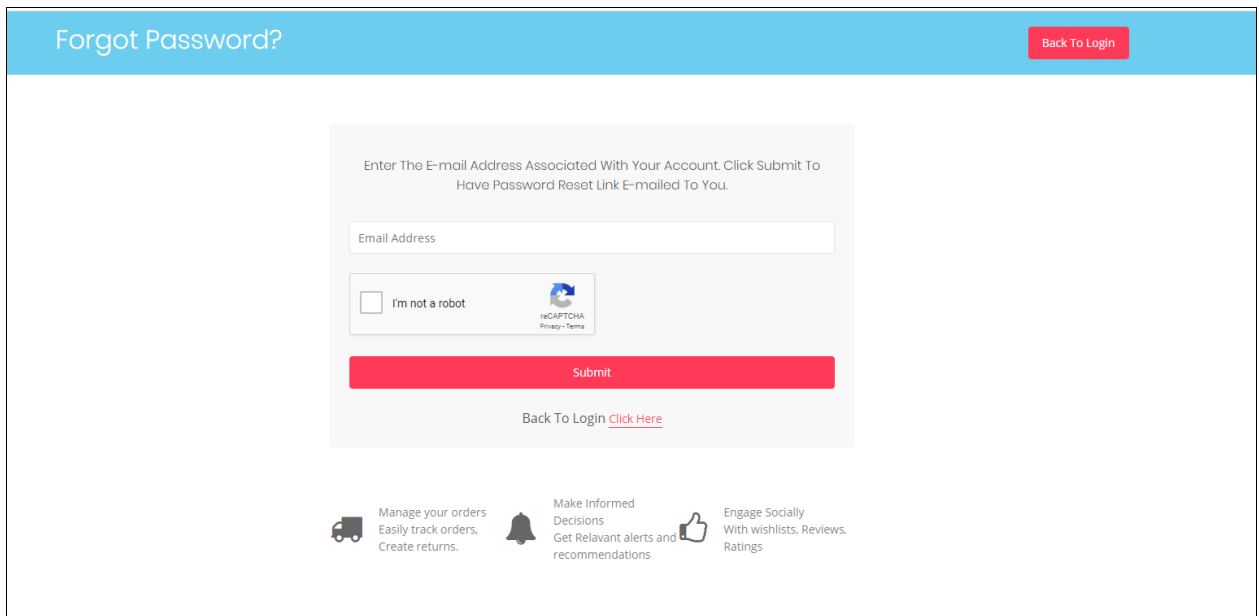 Forgot Password?
Back To Login
Enter The E-mail Address Associated With Your Account. Click Submit To
Have Password Reset Link E-mailed To You.
Email Address
I'm not a robot
reCAPTCHA
Privacy - Terms
Submit
Back To Login Click Here
Manage your orders
Easily track orders,
Create returns.
Make Informed
Decisions
Get Relavant alerts and
recommendations
Engage Socially
With wishlists, Reviews,
Ratings